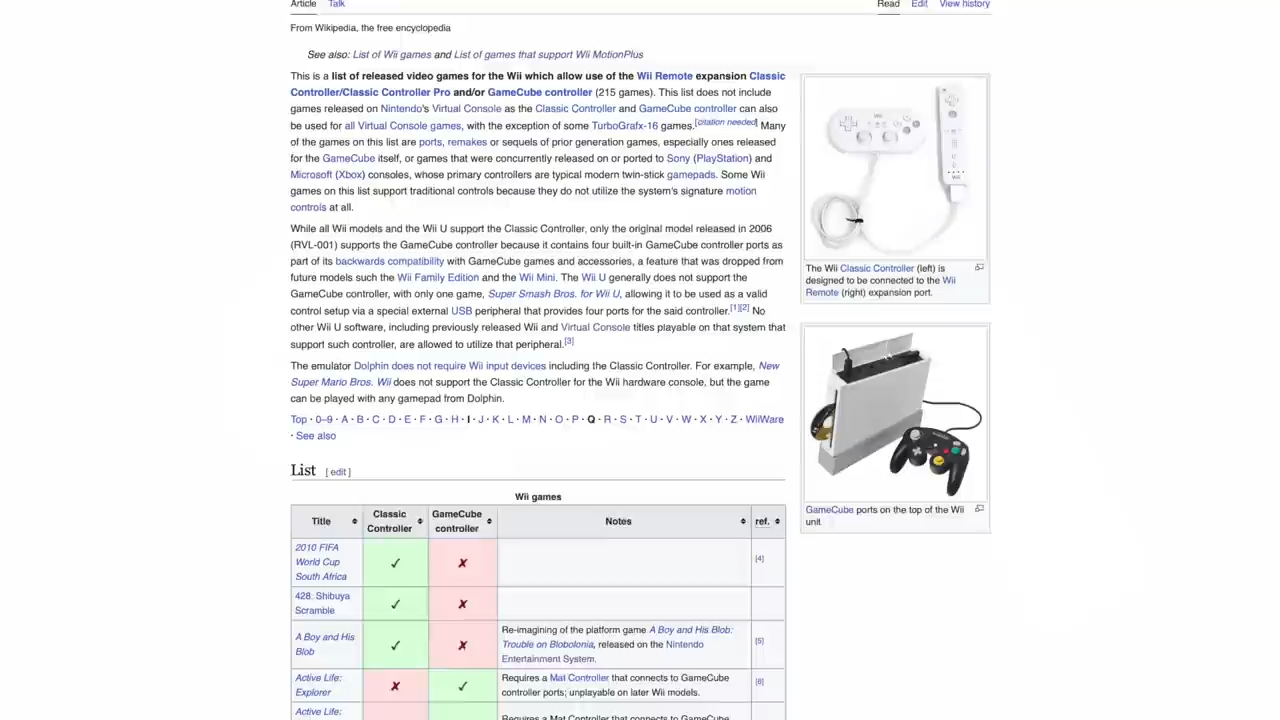 Article Talk Read Edit View history
From Wikipedia, the free encyclopedia
See also: List of Wii games and List of games that support Wii MotionPlus
This is a list of released video games for the Wii which allow use of the Wii Remote expansion Classic
Controller/Classic Controller Pro and/or GameCube controller (215 games). This list does not include
games released on Nintendo's Virtual Console as the Classic Controller and GameCube controller can also
be used for all Virtual Console games, with the exception of some TurboGrafx-16 games.[citation needed] Many
of the games on this list are ports, remakes or sequels of prior generation games, especially ones released
for the GameCube itself, or games that were concurrently released on or ported to Sony (PlayStation) and
Microsoft (Xbox) consoles, whose primary controllers are typical modern twin-stick gamepads. Some Wii
games on this list support traditional controls because they do not utilize the system's signature motion
controls at all.
While all Wii models and the Wii U support the Classic Controller, only the original model released in 2006
(RVL-001) supports the GameCube controller because it contains four built-in GameCube controller ports as
part of its backwards compatibility with GameCube games and accessories, a feature that was dropped from
future models such the Wii Family Edition and the Wii Mini. The Wii U generally does not support the
GameCube controller, with only one game, Super Smash Bros. for Wii U, allowing it to be used as a valid
control setup via a special external USB peripheral that provides four ports for the said controller.[1][2] No
other Wii U software, including previously released Wii and Virtual Console titles playable on that system that
support such controller, are allowed to utilize that peripheral.[3]
The emulator Dolphin does not require Wii input devices including the Classic Controller. For example, New
Super Mario Bros. Wii does not support the Classic Controller for the Wii hardware console, but the game
can be played with any gamepad from Dolphin.
Top · 0–9 · A · B · C · D · E · F · G · H · I · J · K · L · M · N · O · P · Q · R · S · T · U · V · W · X · Y · Z · WiiWare
· See also
The Wii Classic Controller (left) is
designed to be connected to the Wii
Remote (right) expansion port.
GameCube ports on the top of the Wii
unit.
List [ edit ]
Wii games
Title Classic Controller GameCube controller Notes ref.
2010 FIFA
World Cup
South Africa
✓ ✗ [4]
428: Shibuya
Scramble
✓ ✗
A Boy and His
Blob
✓ ✗
Re-imagining of the platform game A Boy and His Blob:
Trouble on Blobolonia, released on the Nintendo
Entertainment System.
[5]
Active Life:
Explorer
✗ ✓
Requires a Mat Controller that connects to GameCube
controller ports; unplayable on later Wii models.
[6]
Active Life:
Requires a Mat Controller that connects to GameCube